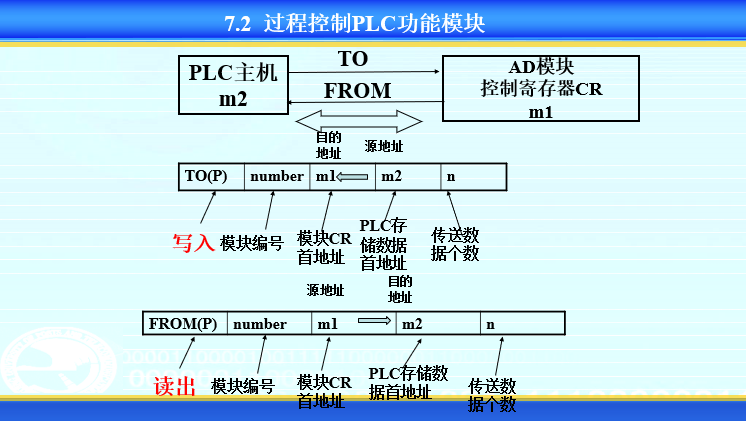 7.2 过程控制PLC功能模块
TO
PLC主机
m2
AD模块
控制寄存器CR
m1
FROM
目的
地址
源地址
TO(P) number m1 m2 n
写入
模块编号
模块CR
首地址
PLC存
储数据
首地址
传送数
据个数
源地址
目的
地址
FROM(P) number m1 m2 n
读出
模块编号
模块CR
首地址
PLC存储数
据首地址
传送数
据个数